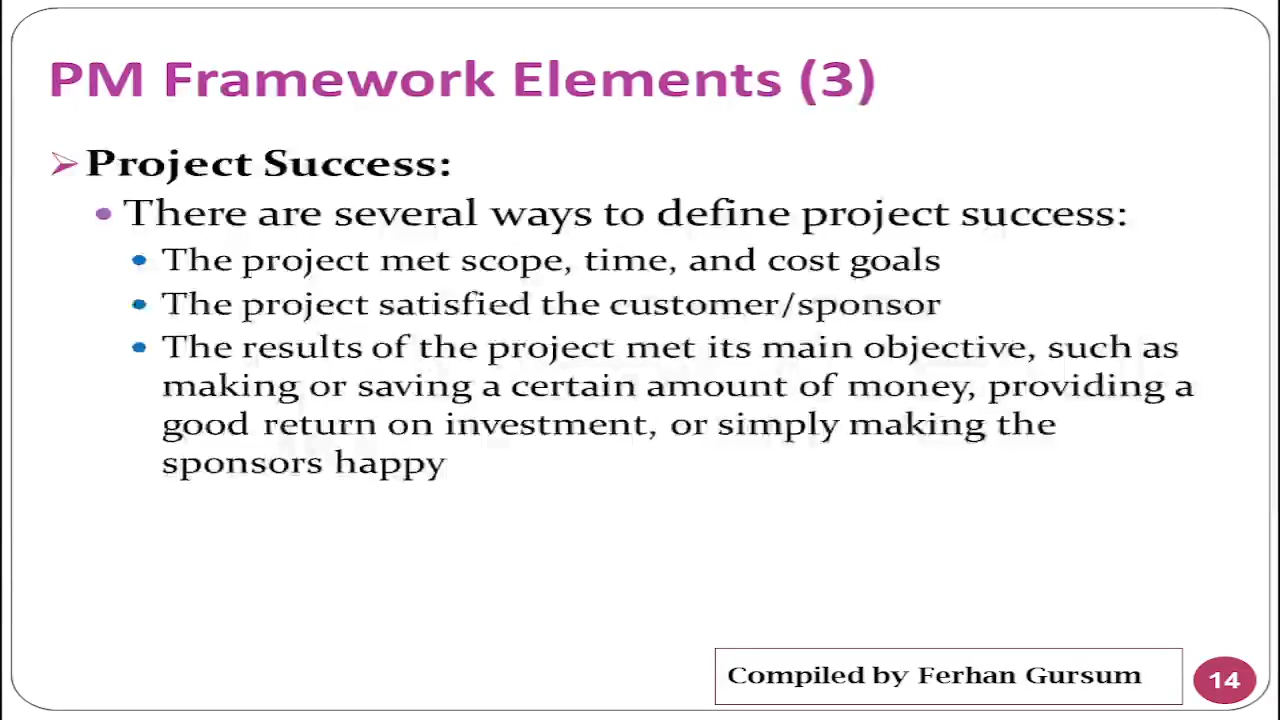 PM Framework Elements (3)
Project Success:
There are several ways to define project success:
The project met scope, time, and cost goals
The project satisfied the customer/sponsor
The results of the project met its main objective, such as
making or saving a certain amount of money, providing a
good return on investment, or simply making the
sponsors happy
Compiled by Ferhan Gursum
14